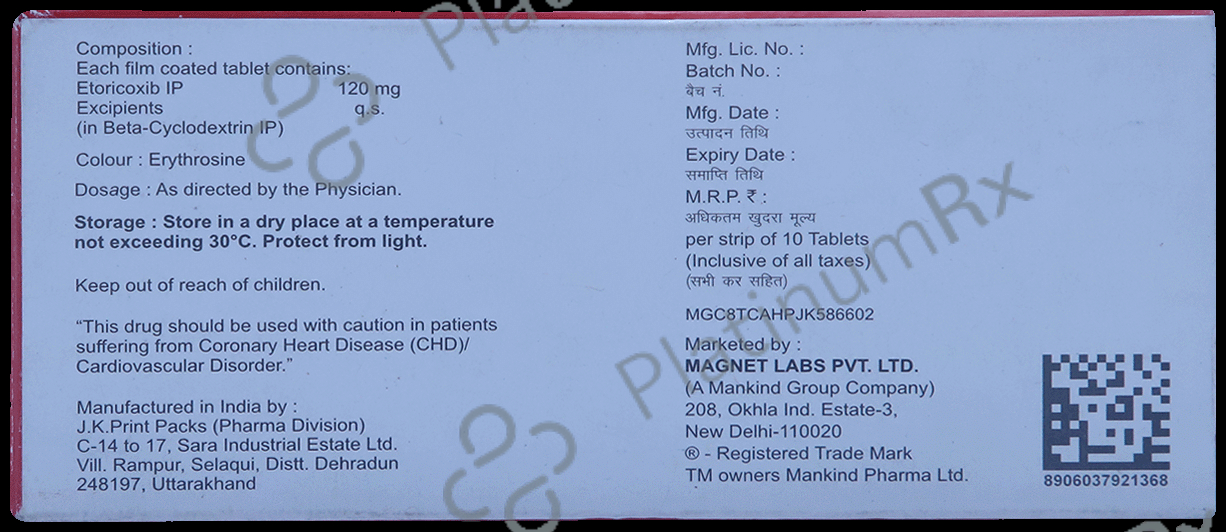 Composition :
Each film coated tablet contains:
Etoricoxib IP 120 mg
Excipients q.s.
(in Beta-Cyclodextrin IP)
Colour : Erythrosine
Dosage : As directed by the Physician.
Storage : Store in a dry place at a temperature
not exceeding 30°C. Protect from light.
Keep out of reach of children.
“This drug should be used with caution in patients
suffering from Coronary Heart Disease (CHD)/
Cardiovascular Disorder.”
Manufactured in India by :
J.K.Print Packs (Pharma Division)
C-14 to 17, Sara Industrial Estate Ltd.
Vill. Rampur, Selaqui, Distt. Dehradun
248197, Uttarakhand
Mfg. Lic. No. :
Batch No. :
बैच नं.
Mfg. Date :
उत्पादन तिथि
Expiry Date :
समाप्ति तिथि
M.R.P. ₹ :
अधिकतम खुदरा मूल्य
per strip of 10 Tablets
(Inclusive of all taxes)
(सभी कर सहित)
MGC8TCAHPJK586602
Marketed by :
MAGNET LABS PVT. LTD.
(A Mankind Group Company)
208, Okhla Ind. Estate-3,
New Delhi-110020
® - Registered Trade Mark
TM owners Mankind Pharma Ltd.
8906037921368
PlatinumRx